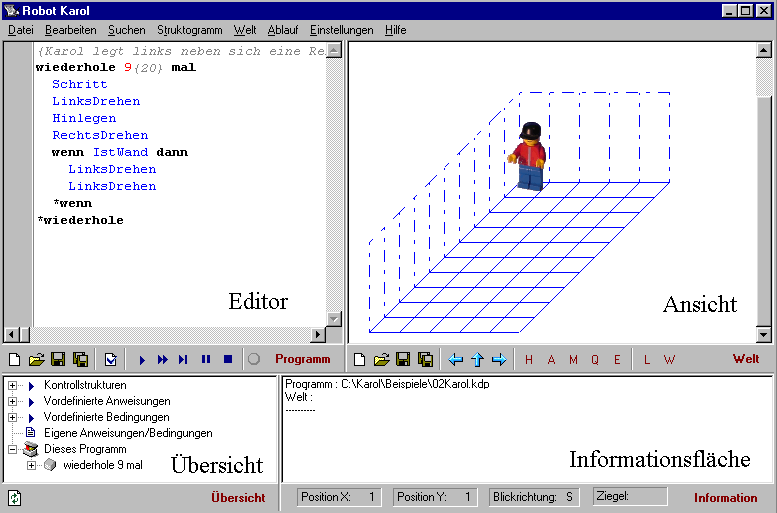 Robot Karol
Datei Bearbeiten Suchen Struktogramm Welt Ablauf Einstellungen Hilfe
{Karol legt links neben sich eine Re
wiederhole 9{20} mal
Schritt
LinksDrehen
Hinlegen
RechtsDrehen
wenn IstWand dann
LinksDrehen
LinksDrehen
*wenn
*wiederhole
Editor
Ansicht
Programm
H A M Q E L W Welt
Kontrollstrukturen
Vordefinierte Anweisungen
Vordefinierte Bedingungen
Eigene Anweisungen/Bedingungen
Dieses Programm
wiederhole 9 mal
Übersicht
Übersicht
Programm : C:\Karol\Beispiele\02Karol.kdp
Welt :
----------
Informationsfläche
Position X: 1 Position Y: 1 Blickrichtung: S Ziegel: Information